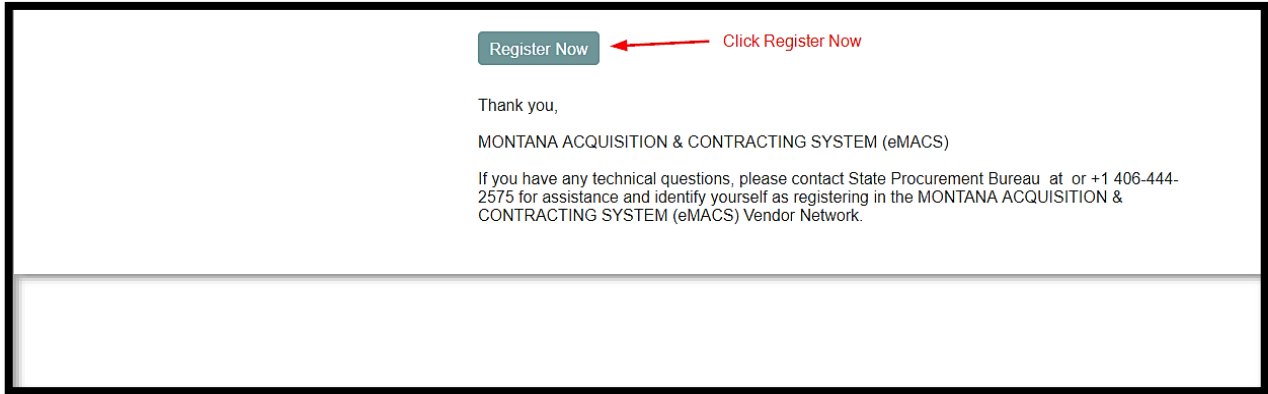 Register Now Click Register Now
Thank you,
MONTANA ACQUISITION & CONTRACTING SYSTEM (eMACS)
If you have any technical questions, please contact State Procurement Bureau  at  or +1 406-444-
2575 for assistance and identify yourself as registering in the MONTANA ACQUISITION &
CONTRACTING SYSTEM (eMACS) Vendor Network.